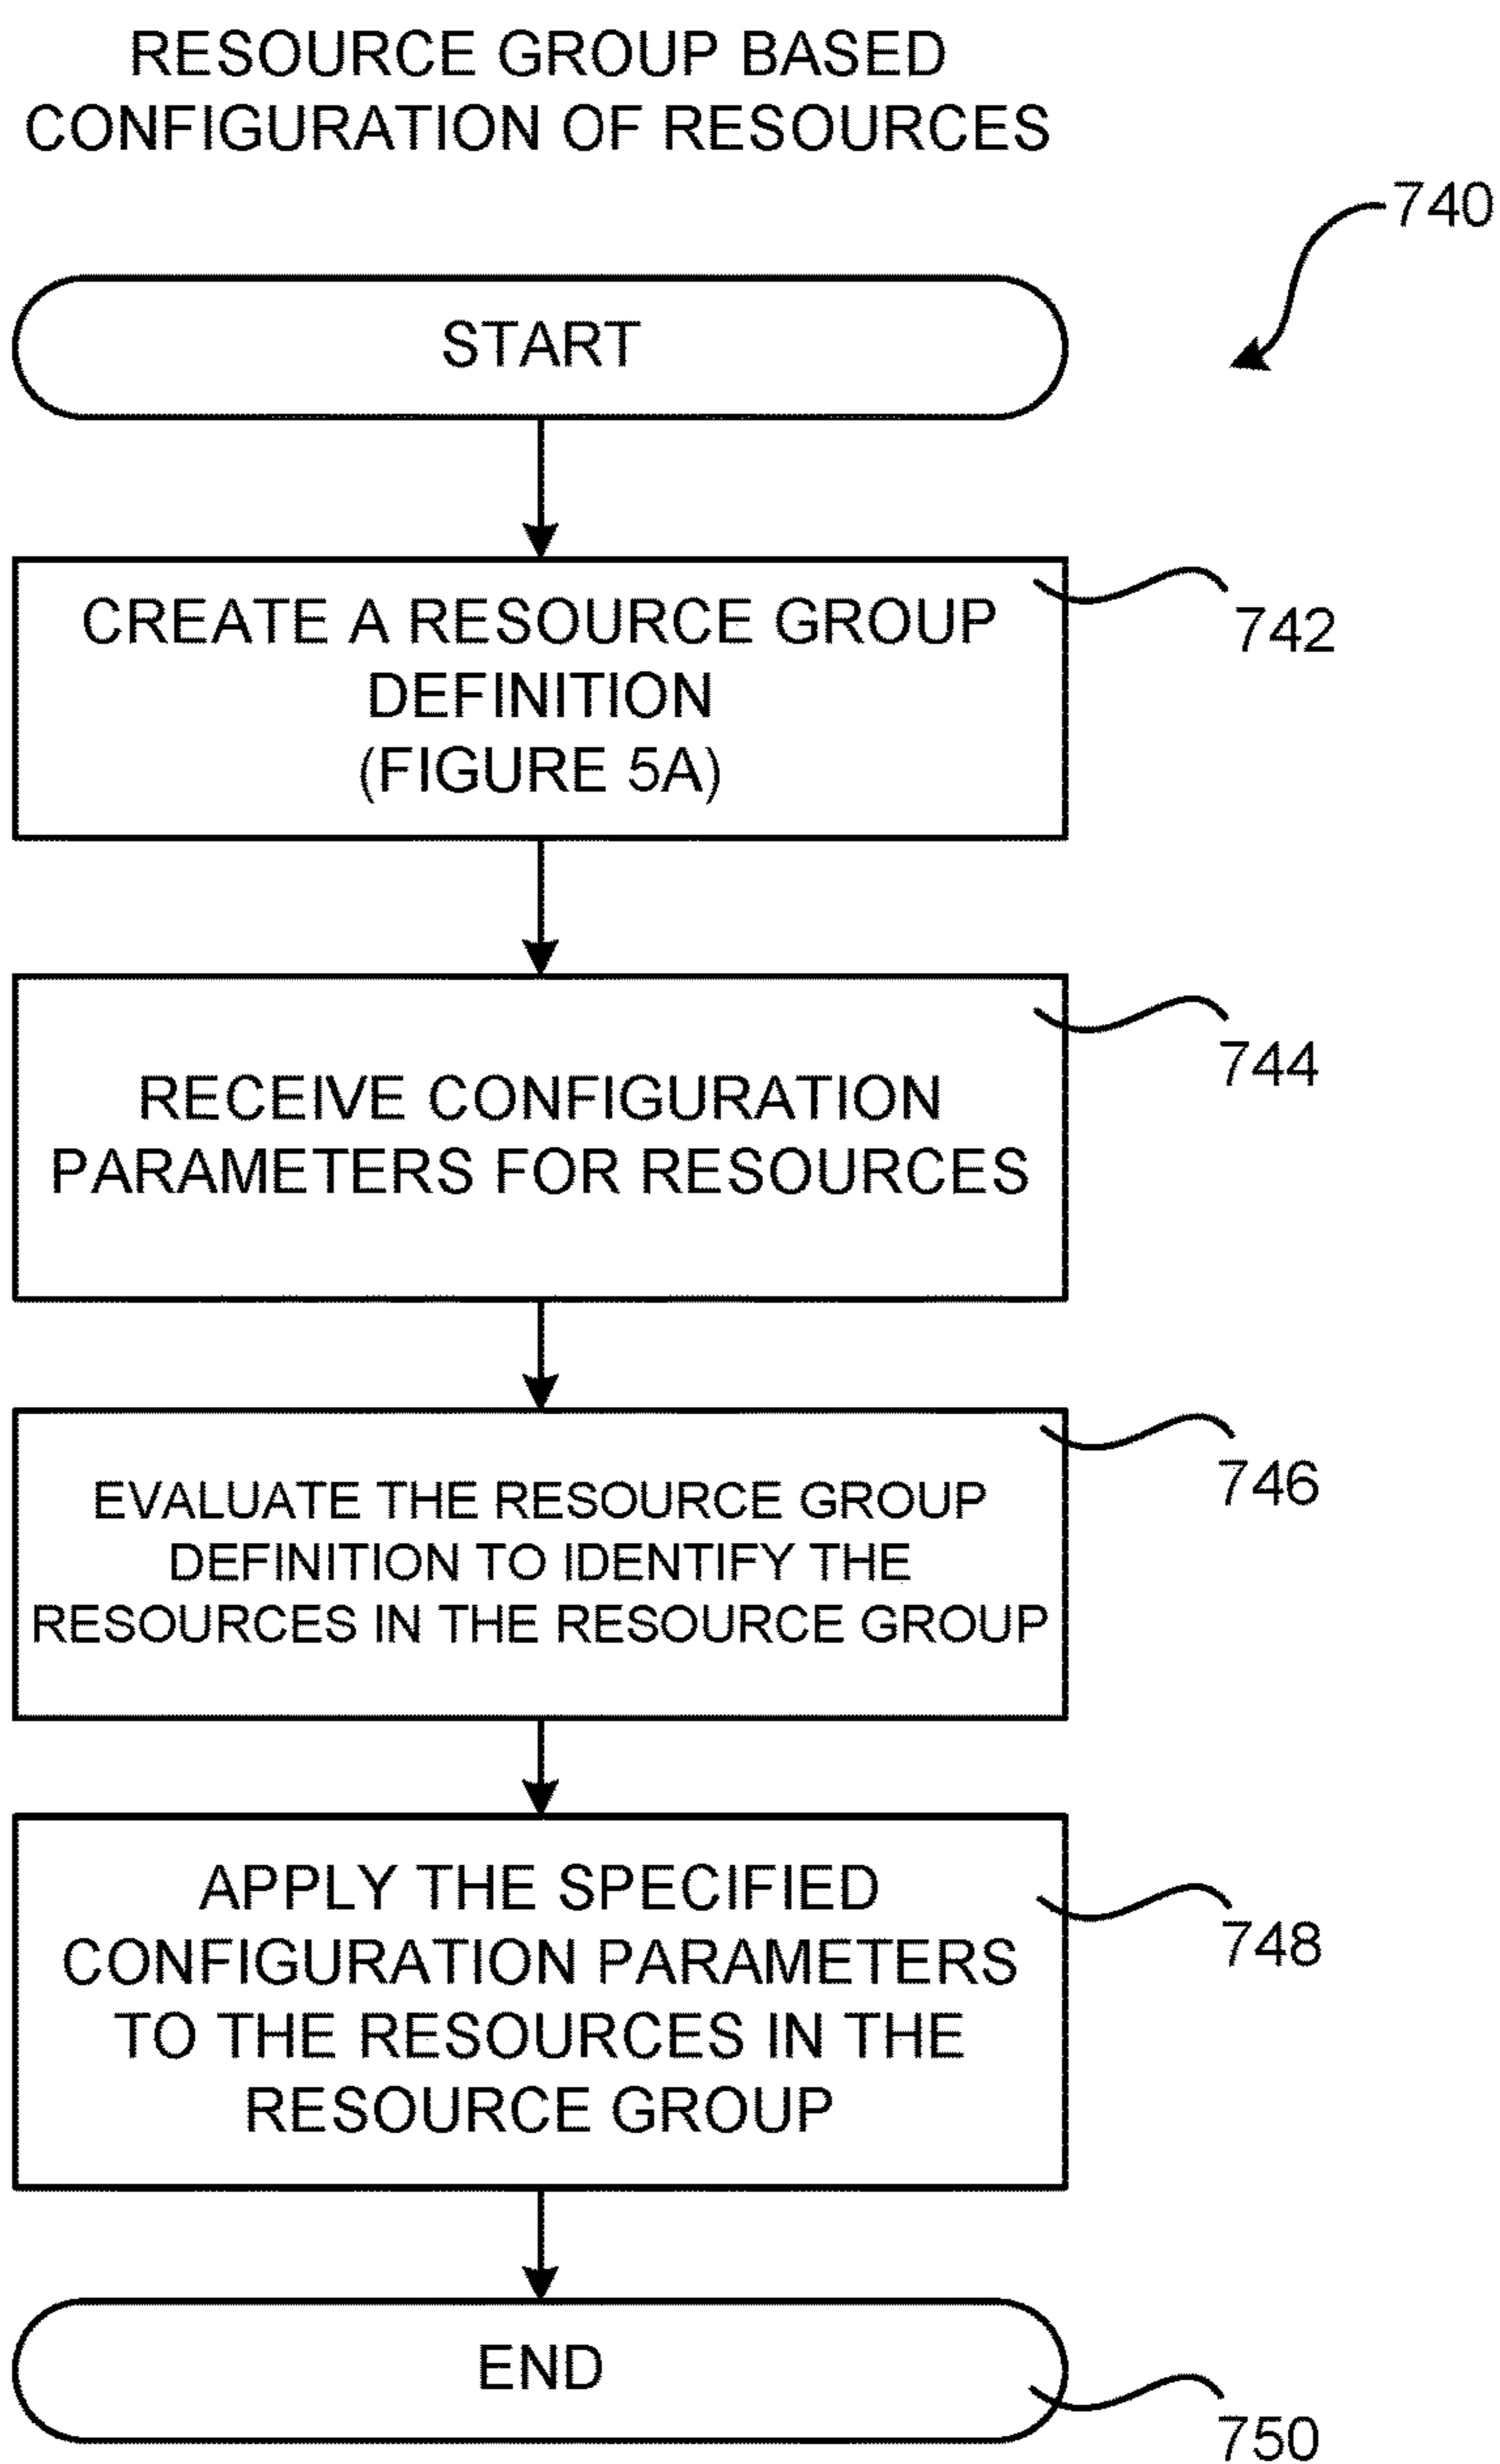 RESOURCE GROUP BASED
CONFIGURATION OF RESOURCES
740
START
CREATE A RESOURCE GROUP
DEFINITION
(FIGURE 5A)
742
RECEIVE CONFIGURATION
PARAMETERS FOR RESOURCES
744
EVALUATE THE RESOURCE GROUP
DEFINITION TO IDENTIFY THE
RESOURCES IN THE RESOURCE GROUP
746
APPLY THE SPECIFIED
CONFIGURATION PARAMETERS
TO THE RESOURCES IN THE
RESOURCE GROUP
748
END
750